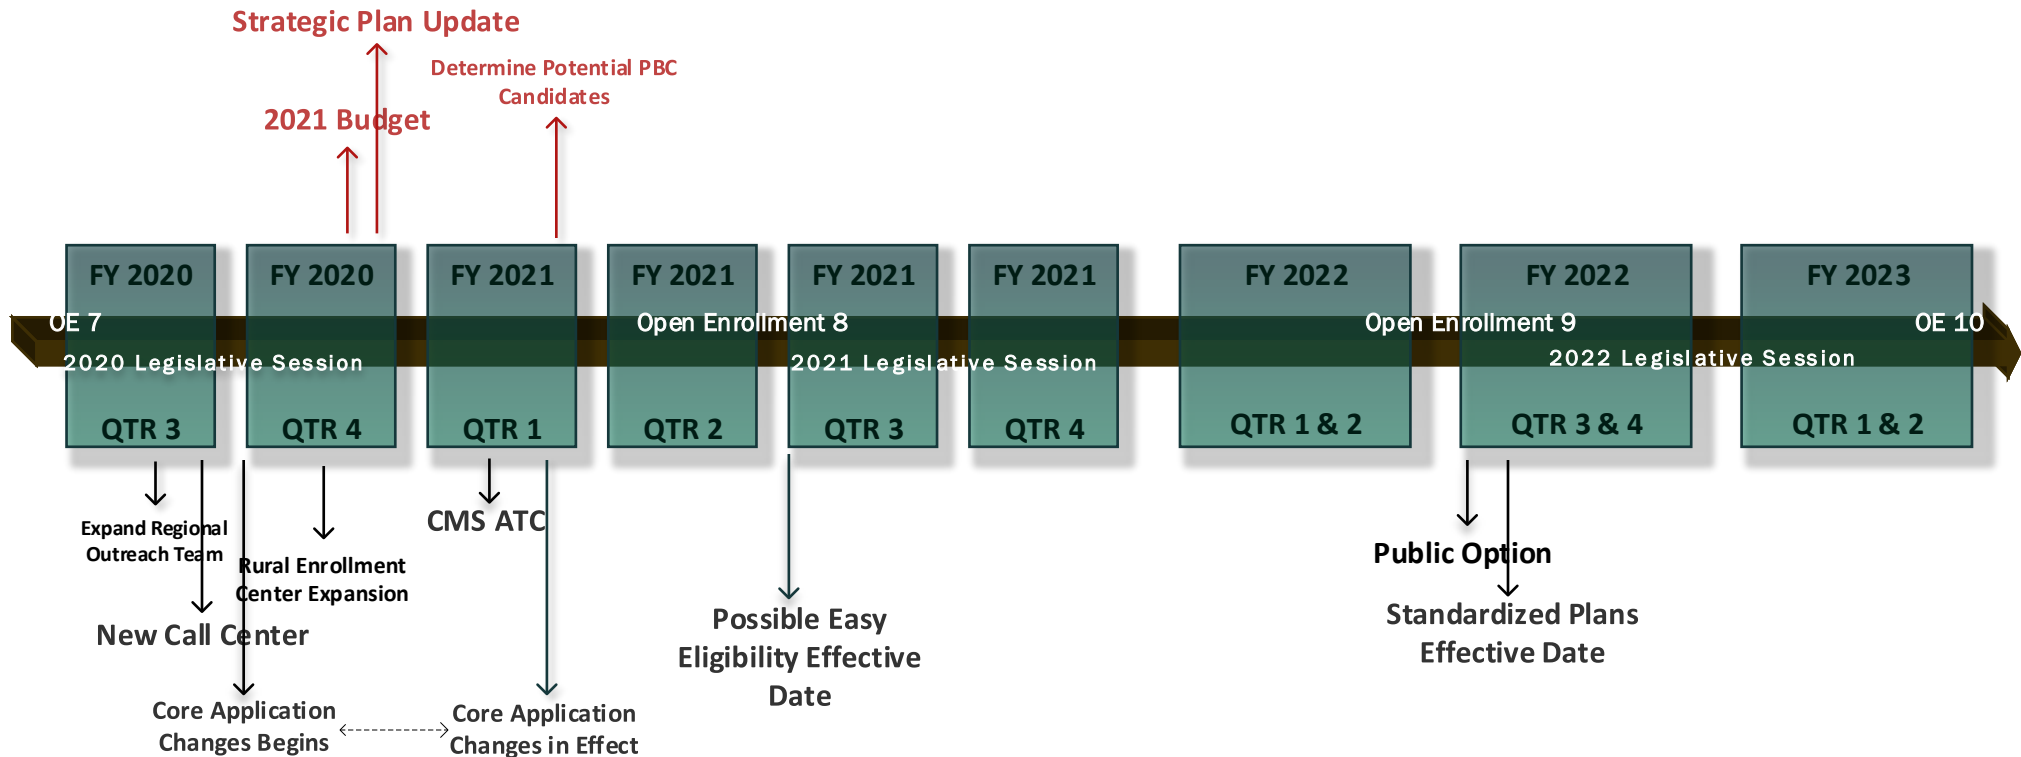 Strategic Plan Update
Determine Potential PBC
Candidates
2021 Budget
FY 2020
FY 2020
FY 2021
FY 2021
FY 2021
FY 2021
FY 2022
FY 2022
FY 2023
OE 7
Open Enrollment 8
Open Enrollment 9
OE 10
2020 Legislative Session
2021 Legislative Session
2022 Legislative Session
QTR 3
QTR 4
QTR 1
QTR 2
QTR 3
QTR 4
QTR 1 & 2
QTR 3 & 4
QTR 1 & 2
Expand Regional
Outreach Team
CMS ATC
Rural Enrollment
Center Expansion
Public Option
New Call Center
Possible Easy
Eligibility Effective
Date
Standardized Plans
Effective Date
Core Application
Changes Begins
Core Application
Changes in Effect